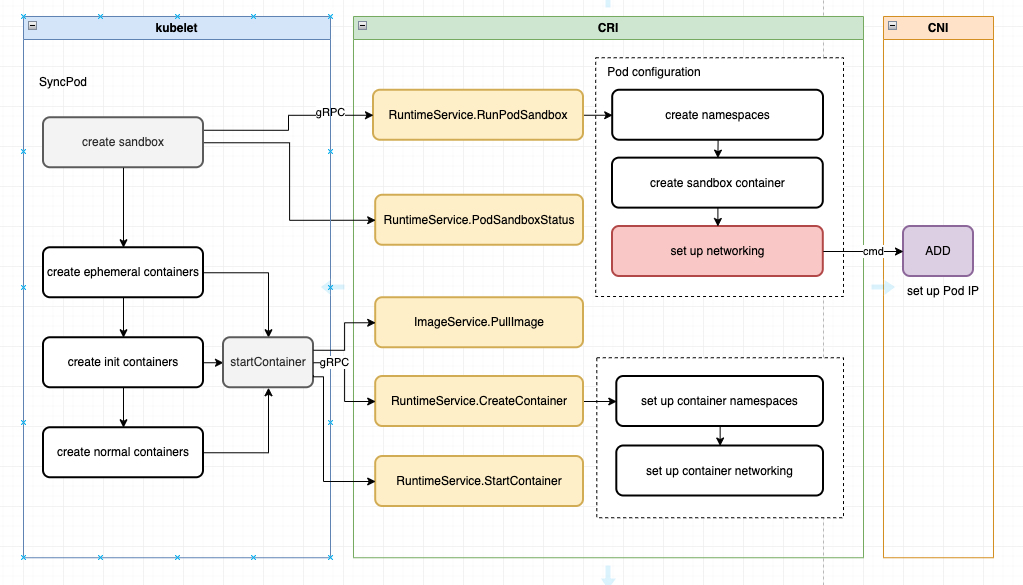 kubelet
CRI
CNI
SyncPod
create sandbox
gRPC
RuntimeService.RunPodSandbox
Pod configuration
create namespaces
create sandbox container
RuntimeService.PodSandboxStatus
set up networking
cmd
ADD
set up Pod IP
create ephemeral containers
ImageService.PullImage
create init containers
startContainer
gRPC
RuntimeService.CreateContainer
set up container namespaces
create normal containers
set up container networking
RuntimeService.StartContainer